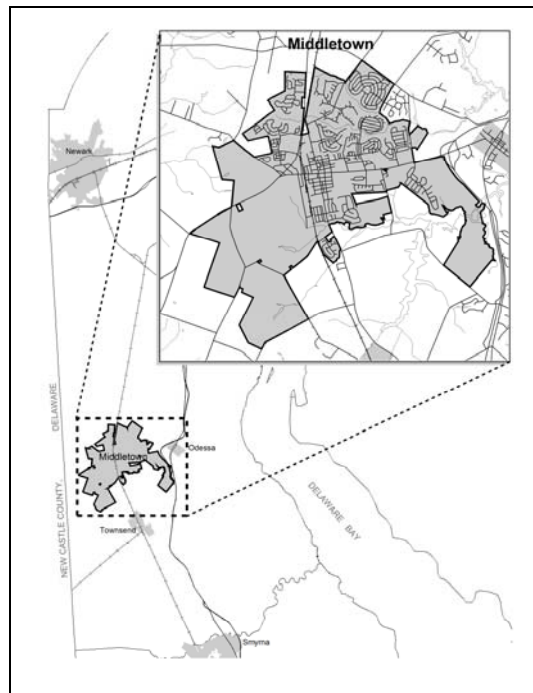 Middletown
Newark
NEW CASTLE COUNTY, DELAWARE
Middletown
Odessa
Townsend
DELAWARE BAY
Smyrna